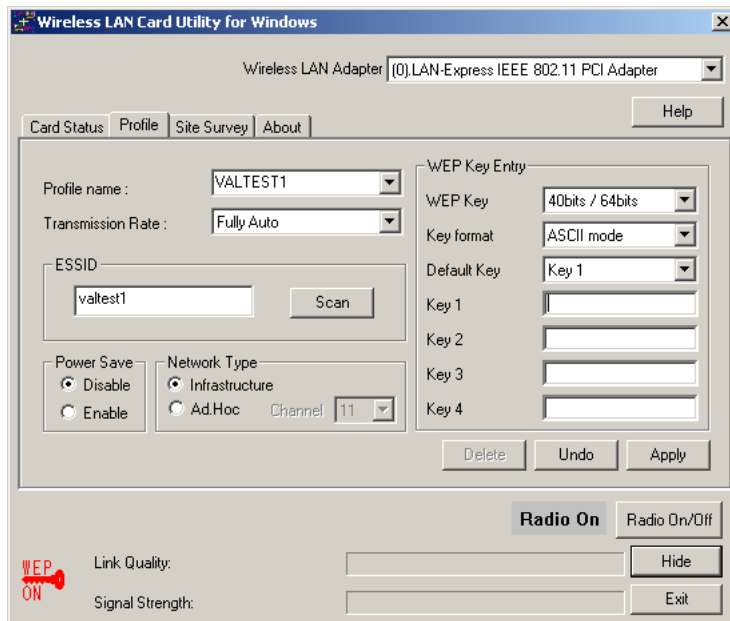 Wireless LAN Card Utility for Windows
Wireless LAN Adapter (0).LAN-Express IEEE 802.11 PCI Adapter
Help
Card Status Profile Site Survey About
Profile name : VALTEST1
Transmission Rate : Fully Auto
ESSID
valtest1 Scan
Power Save
Disable
Enable
Network Type
Infrastructure
Ad.Hoc Channel 11
WEP Key Entry
WEP Key 40bits / 64bits
Key format ASCII mode
Default Key Key 1
Key 1
Key 2
Key 3
Key 4
Delete Undo Apply
Radio On Radio On/Off
WEP
ON
Link Quality: Hide
Signal Strength: Exit